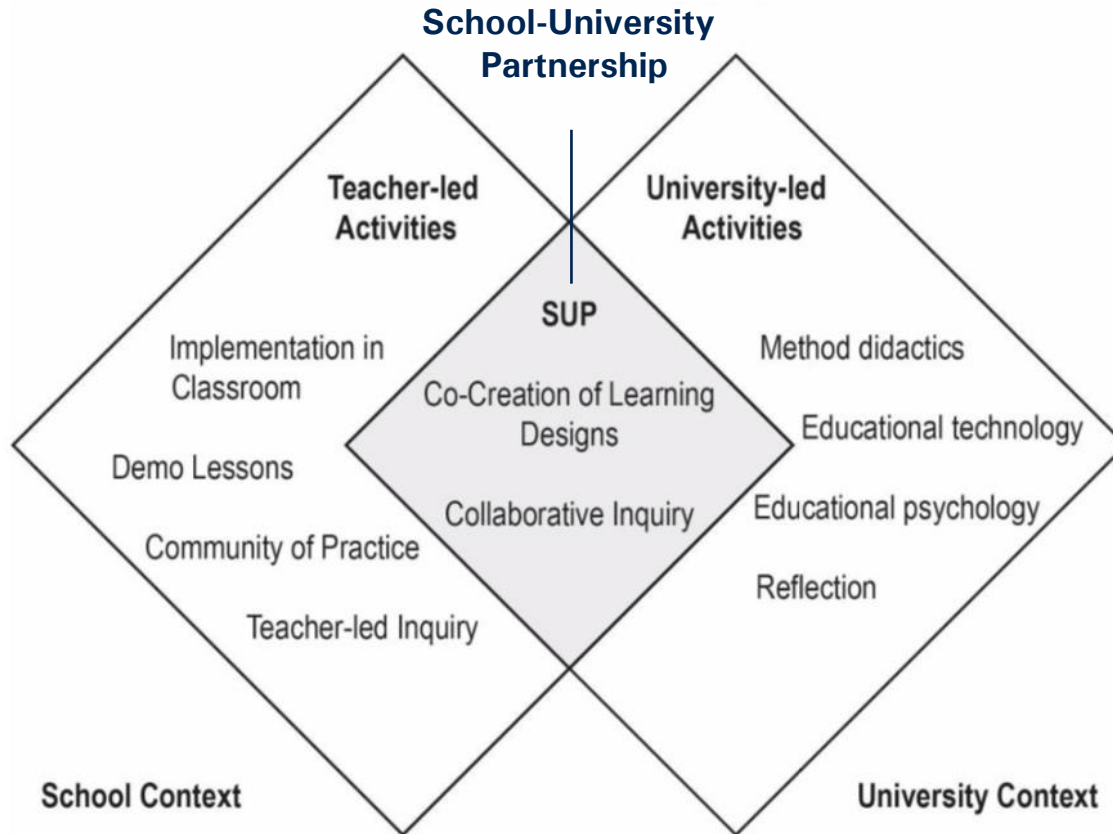 School-University
Partnership
Teacher-led
Activities
University-led
Activities
SUP
Implementation in
Classroom
Demo Lessons
Community of Practice
Teacher-led Inquiry
Co-Creation of Learning
Designs
Collaborative Inquiry
Method didactics
Educational technology
Educational psychology
Reflection
School Context
University Context